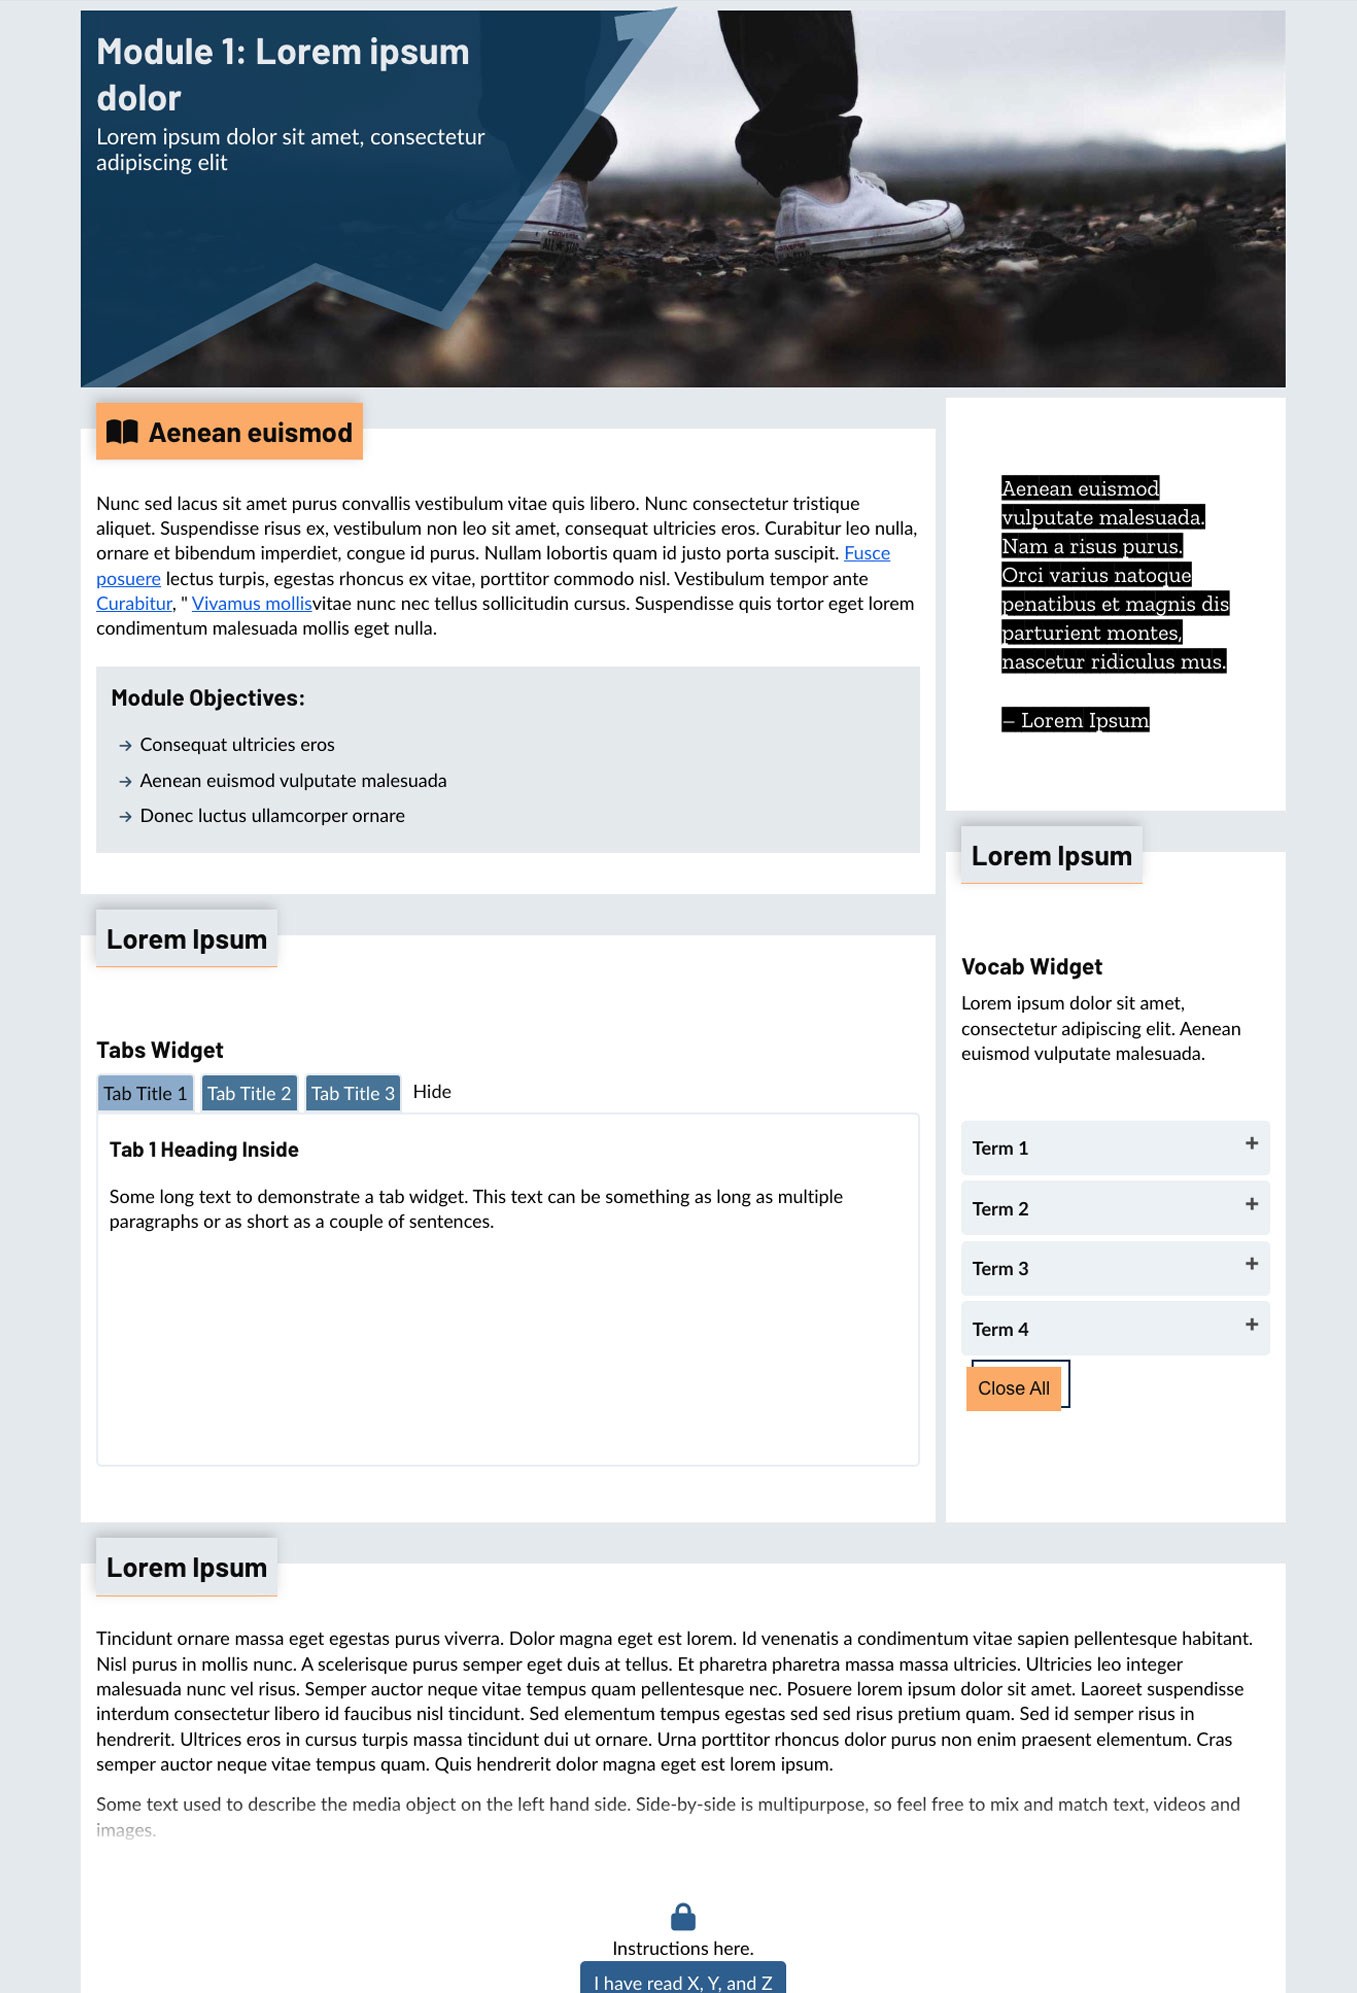 Module 1: Lorem ipsum
dolor
Lorem ipsum dolor sit amet, consectetur
adipiscing elit
Aenean euismod
Nunc sed lacus sit amet purus convallis vestibulum vitae quis libero. Nunc consectetur tristique
aliquet. Suspendisse risus ex, vestibulum non leo sit amet, consequat ultricies eros. Curabitur leo nulla,
ornare et bibendum imperdiet, congue id purus. Nullam lobortis quam id justo porta suscipit. Fusce
posuere lectus turpis, egestas rhoncus ex vitae, porttitor commodo nisl. Vestibulum tempor ante
Curabitur, " Vivamus mollisvitae nunc nec tellus sollicitudin cursus. Suspendisse quis tortor eget lorem
condimentum malesuada mollis eget nulla.
Module Objectives:
→ Consequat ultricies eros
→ Aenean euismod vulputate malesuada
→ Donec luctus ullamcorper ornare
Aenean euismod
vulputate malesuada.
Nam a risus purus.
Orci varius natoque
penatibus et magnis dis
parturient montes,
nascetur ridiculus mus.
– Lorem Ipsum
Lorem Ipsum
Tabs Widget
Tab Title 1 Tab Title 2 Tab Title 3 Hide
Tab 1 Heading Inside
Some long text to demonstrate a tab widget. This text can be something as long as multiple
paragraphs or as short as a couple of sentences.
Lorem Ipsum
Vocab Widget
Lorem ipsum dolor sit amet,
consectetur adipiscing elit. Aenean
euismod vulputate malesuada.
Term 1 +
Term 2 +
Term 3 +
Term 4 +
Close All
Lorem Ipsum
Tincidunt ornare massa eget egestas purus viverra. Dolor magna eget est lorem. Id venenatis a condimentum vitae sapien pellentesque habitant.
Nisl purus in mollis nunc. A scelerisque purus semper eget duis at tellus. Et pharetra pharetra massa massa ultricies. Ultricies leo integer
malesuada nunc vel risus. Semper auctor neque vitae tempus quam pellentesque nec. Posuere lorem ipsum dolor sit amet. Laoreet suspendisse
interdum consectetur libero id faucibus nisl tincidunt. Sed elementum tempus egestas sed sed risus pretium quam. Sed id semper risus in
hendrerit. Ultrices eros in cursus turpis massa tincidunt dui ut ornare. Urna porttitor rhoncus dolor purus non enim praesent elementum. Cras
semper auctor neque vitae tempus quam. Quis hendrerit dolor magna eget est lorem ipsum.
Some text used to describe the media object on the left hand side. Side-by-side is multipurpose, so feel free to mix and match text, videos and
images.
Instructions here.
I have read X, Y, and Z